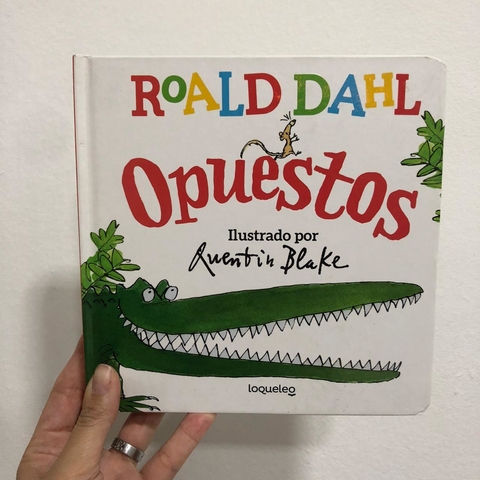 ROALD DAHL
Opuestos
Ilustrado por
Quentin Blake
loqueleo